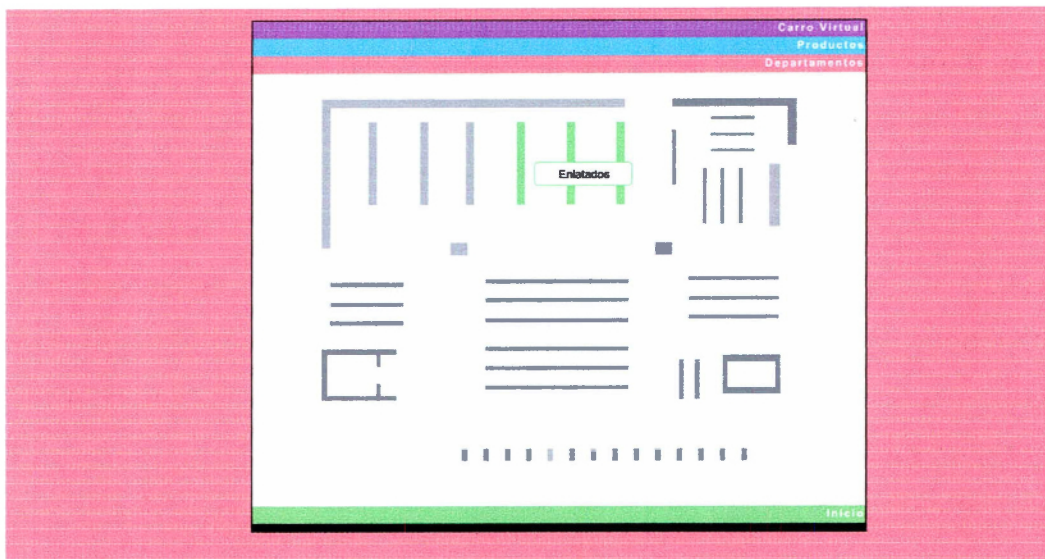 Carro Virtual
Productos
Departamentos
Enlatados
Inicio